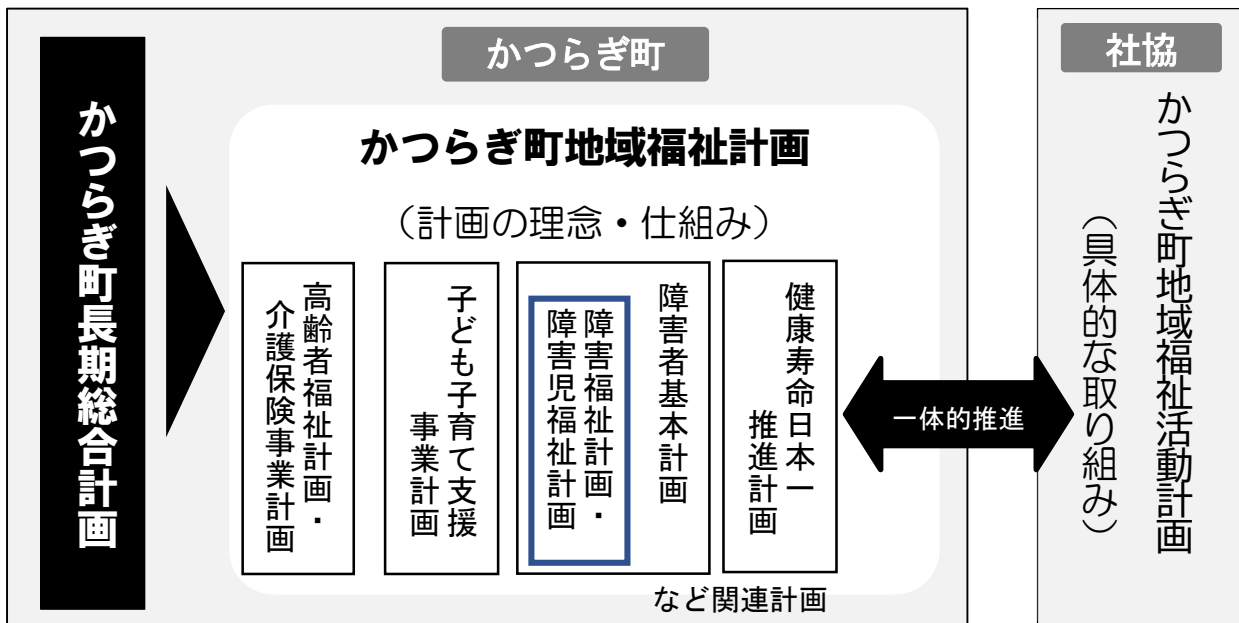 かつらぎ町長期総合計画
かつらぎ町
かつらぎ町地域福祉計画
（計画の理念・仕組み）
高齢者福祉計画・
介護保険事業計画
子ども子育て支援
事業計画
障害者基本計画
障害福祉計画・
障害児福祉計画
健康寿命日本一
推進計画
など関連計画
一体的推進
社協
かつらぎ町地域福祉活動計画
（具体的な取り組み）